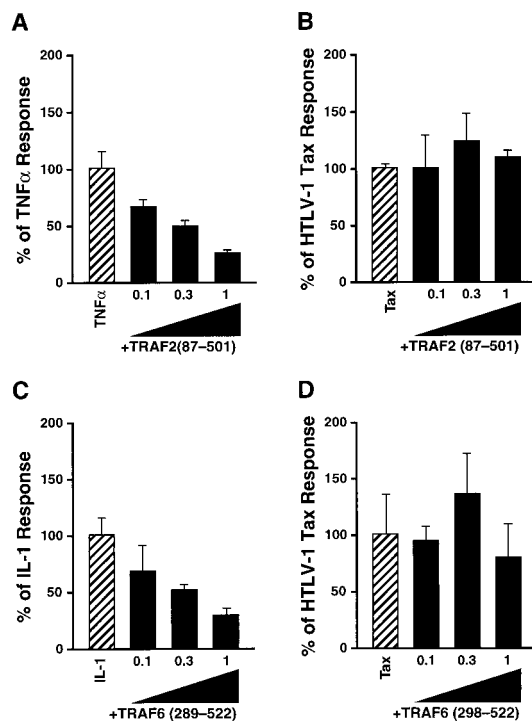 A
% of TNFα Response
200
150
100
50
0
TNFα
0.1
0.3
1
+TRAF2(87–501)
B
% of HTLV-1 Tax Response
200
150
100
50
0
Tax
0.1
0.3
1
+TRAF2 (87–501)
C
% of IL-1 Response
200
150
100
50
0
IL-1
0.1
0.3
1
+TRAF6 (289–522)
D
% of HTLV-1 Tax Response
200
150
100
50
0
Tax
0.1
0.3
1
+TRAF6 (298–522)